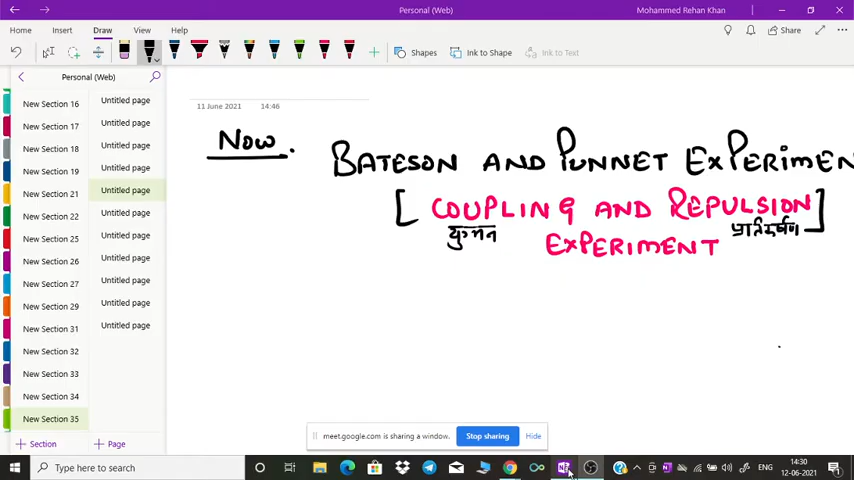 Personal (Web)
Mohammed Rehan Khan
Home
Insert
Draw
View
Help
Share
Shapes
Ink to Shape
Ink to Text
Personal (Web)
New Section 16
New Section 17
New Section 18
New Section 19
New Section 21
New Section 22
New Section 25
New Section 26
New Section 27
New Section 29
New Section 31
New Section 32
New Section 33
New Section 34
New Section 35
Section
Untitled page
Untitled page
Untitled page
Untitled page
Untitled page
Untitled page
Untitled page
Untitled page
Untitled page
Untitled page
Untitled page
Page
11 June 2021 14:46
Now.
BATESON AND PUNNET EXPERIMEN
[COUPLING AND REPULSION]
EXPERIMENT
meet.google.com is sharing a window.
Stop sharing
Hide
Type here to search
ENG
14:30
12-06-2021